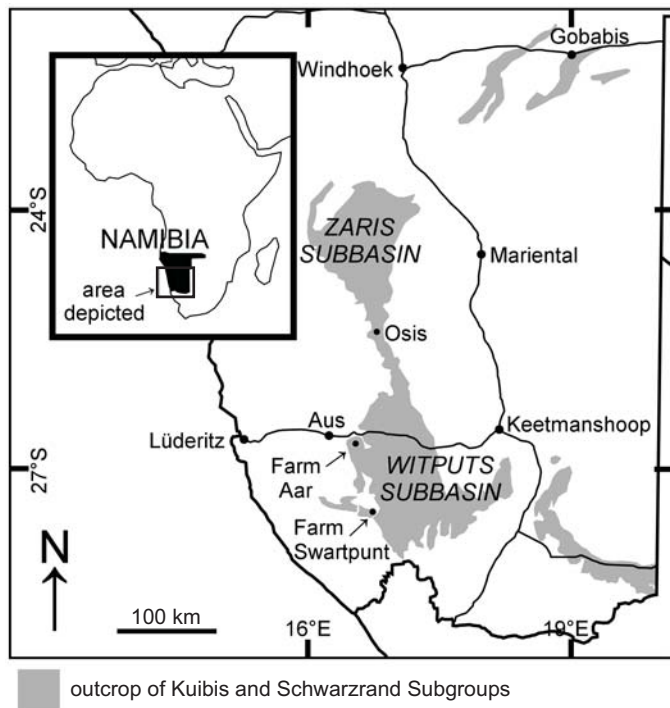 Gobabis
Windhoek
24°S
ZARIS
SUBBASIN
NAMIBIA
Mariental
area
depicted
Osis
Aus
Keetmanshoop
Lüderitz
27°S
Farm
Aar
WITPUTS
SUBBASIN
Farm
Swartpunt
N
100 km
16°E
19°E
outcrop of Kuibis and Schwarzrand Subgroups